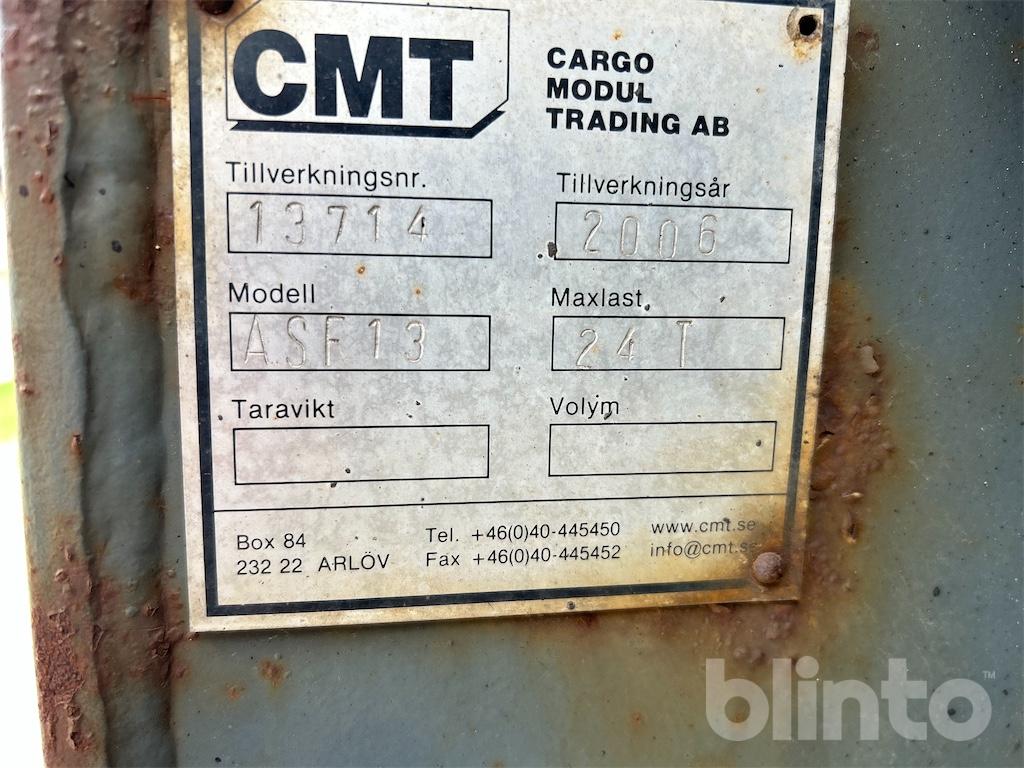 CMT
CARGO
MODUL
TRADING AB
Tillverkningsnr.
13714
Tillverkningsår
2006
Modell
ASF13
Maxlast
24 T
Taravikt
Volym
Box 84
232 22 ARLÖV
Tel. +46(0)40-445450
Fax +46(0)40-445452
www.cmt.se
info@cmt.se
blinto™